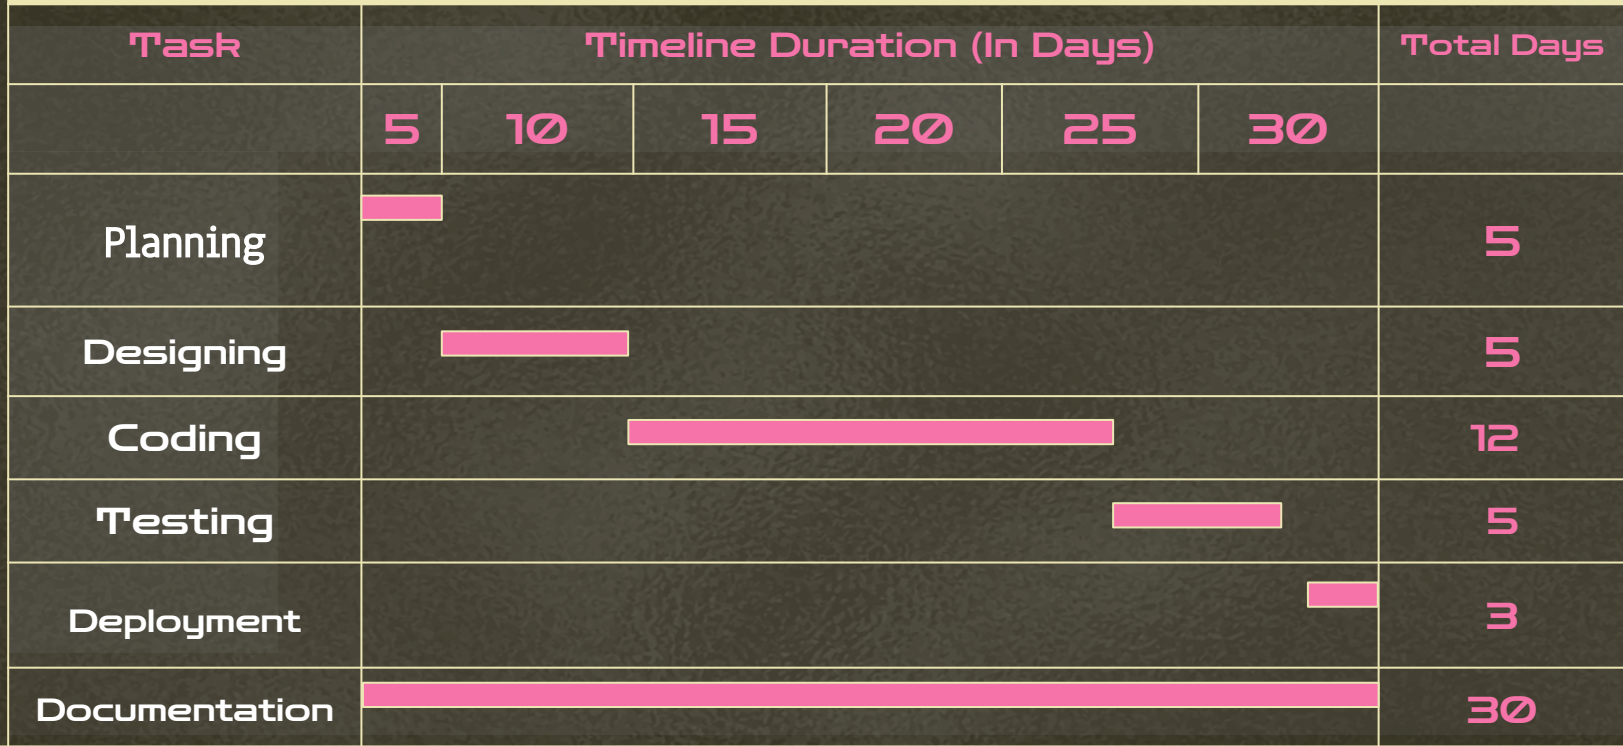 Task Timeline Duration (In Days) Total Days
5 10 15 20 25 30
Planning 5
Designing 5
Coding 12
Testing 5
Deployment 3
Documentation 30